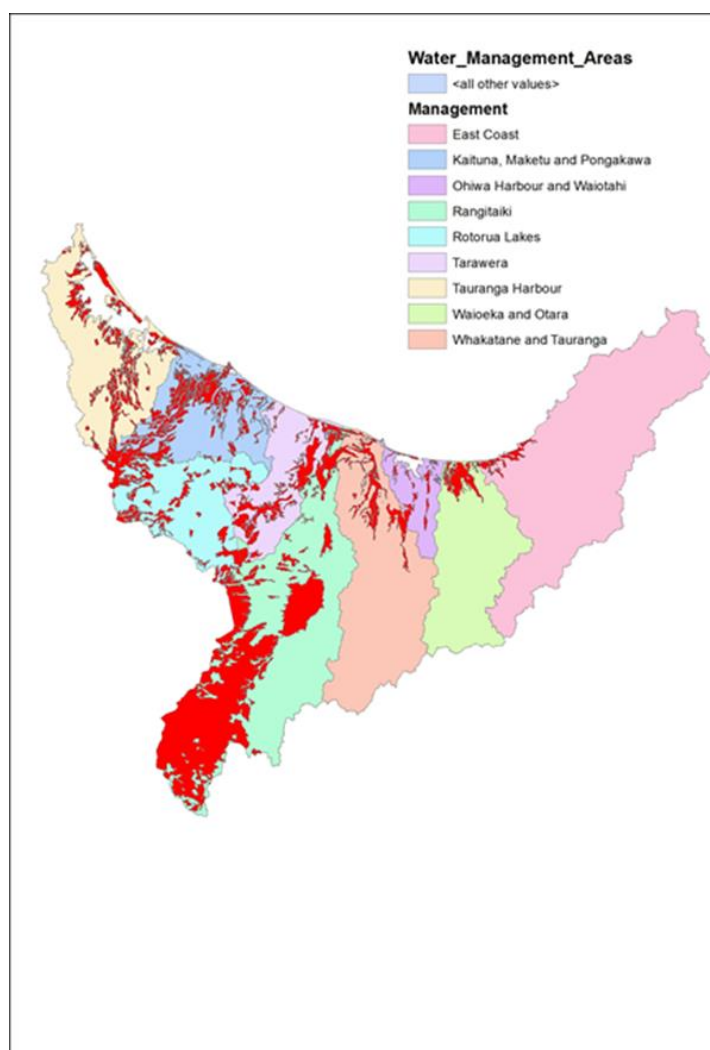 Water_Management_Areas
<all other values>
Management
East Coast
Kaituna, Maketu and Pongakawa
Ohiwa Harbour and Waiotahi
Rangitaiki
Rotorua Lakes
Tarawera
Tauranga Harbour
Waioeka and Otara
Whakatane and Tauranga